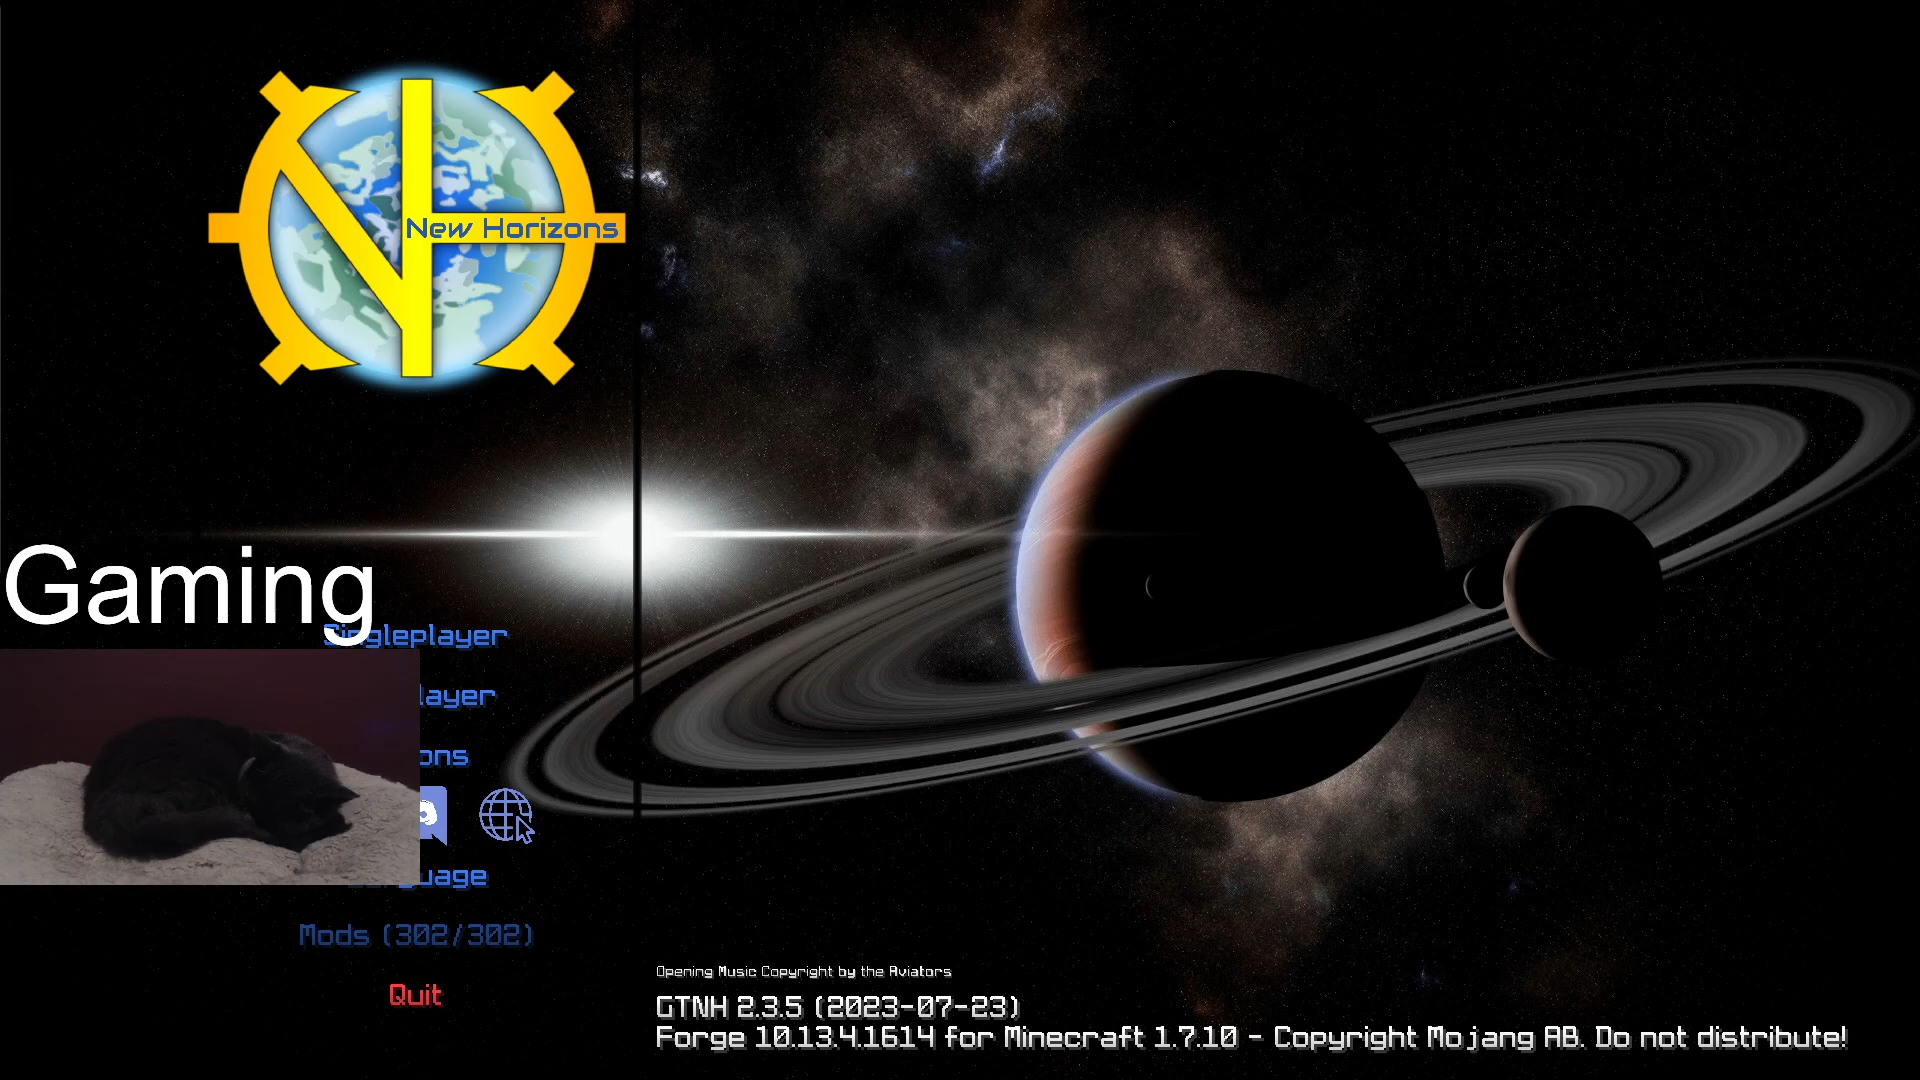 New Horizons
Gaming
Singleplayer
layer
ons
Language
Mods (302/302)
Quit
Opening Music Copyright by the Aviators
GTNH 2.3.5 (2023-07-23)
Forge 10.13.4.1614 for Minecraft 1.7.10 - Copyright Mojang AB. Do not distribute!